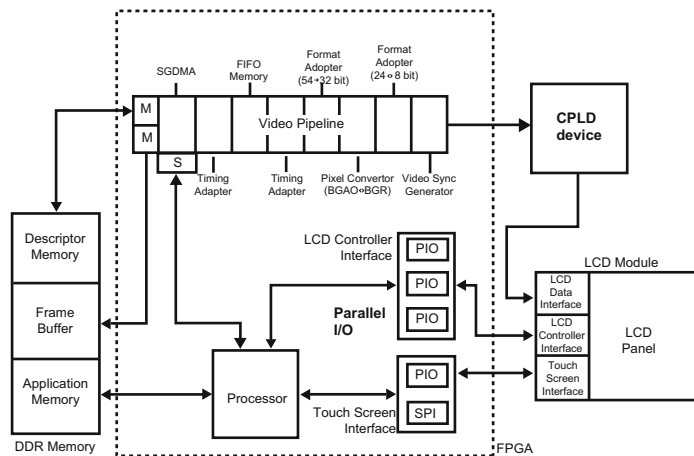 SGDMA
FIFO
Memory
Format
Adopter
(54➝32 bit)
Format
Adopter
(24⇔8 bit)
M
M
Video Pipeline
S
Timing
Adapter
Timing
Adapter
Pixel Convertor
(BGAO⇔BGR)
Video Sync
Generator
CPLD
device
Descriptor
Memory
Frame
Buffer
Application
Memory
DDR Memory
LCD Controller
Interface
PIO
PIO
PIO
Parallel
I/O
Processor
PIO
SPI
Touch Screen
Interface
FPGA
LCD Module
LCD
Data
Interface
LCD
Controller
Interface
Touch
Screen
Interface
LCD
Panel